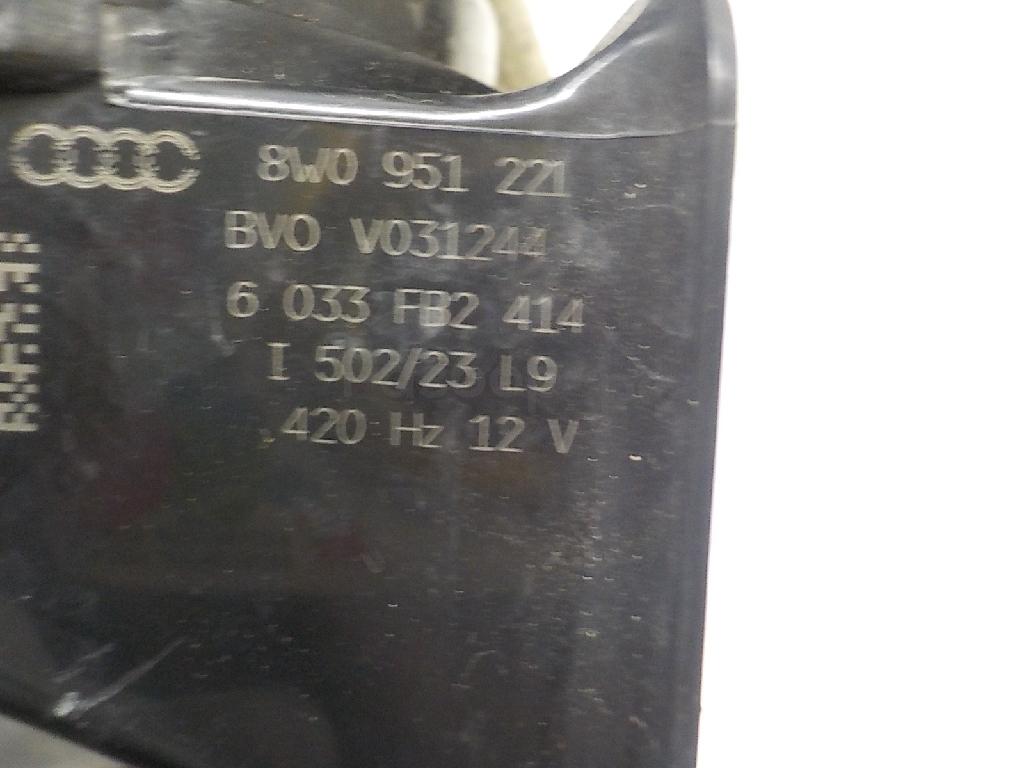 8W0 951 221
BVO V031244
6 033 FB2 414
I 502/23 L9
420 Hz 12 V